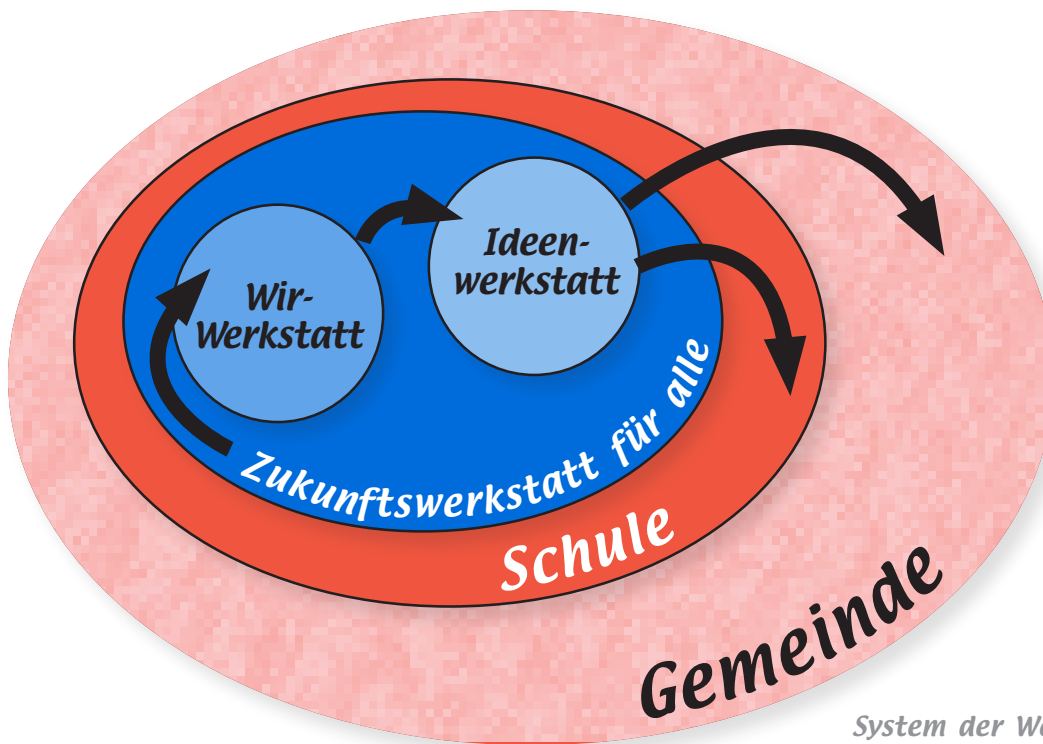 Wir-
Werkstatt
Ideen-
werkstatt
Zukunftswerkstatt für alle
Schule
Gemeinde
System der